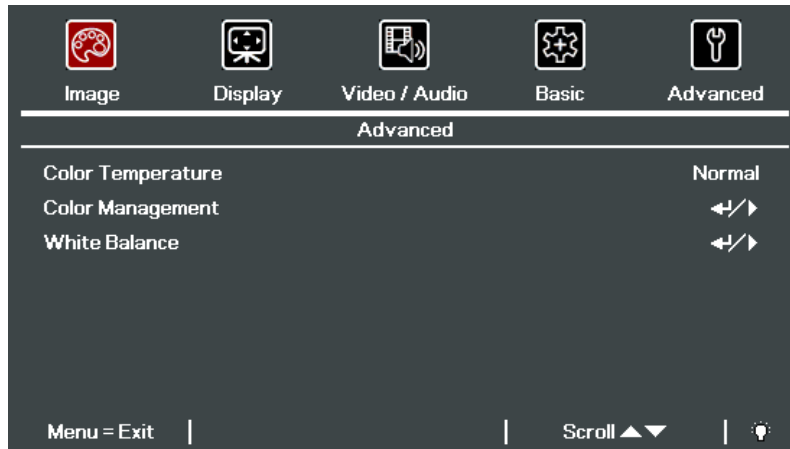 Image Display Video / Audio Basic Advanced
Advanced
Color Temperature Normal
Color Management
White Balance
Menu = Exit Scroll